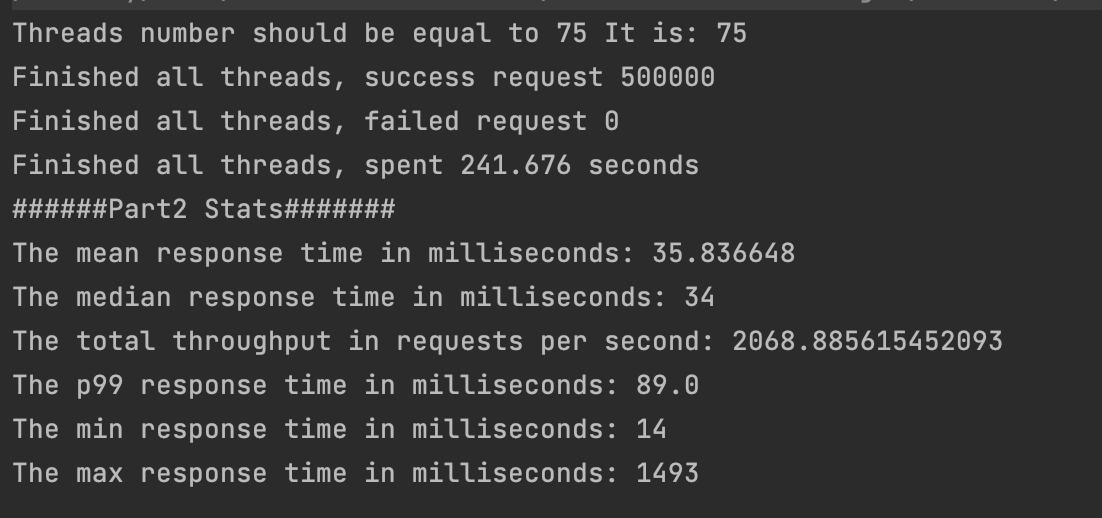 Threads number should be equal to 75 It is: 75
Finished all threads, success request 500000
Finished all threads, failed request 0
Finished all threads, spent 241.676 seconds
######Part2 Stats#######
The mean response time in milliseconds: 35.836648
The median response time in milliseconds: 34
The total throughput in requests per second: 2068.885615452093
The p99 response time in milliseconds: 89.0
The min response time in milliseconds: 14
The max response time in milliseconds: 1493